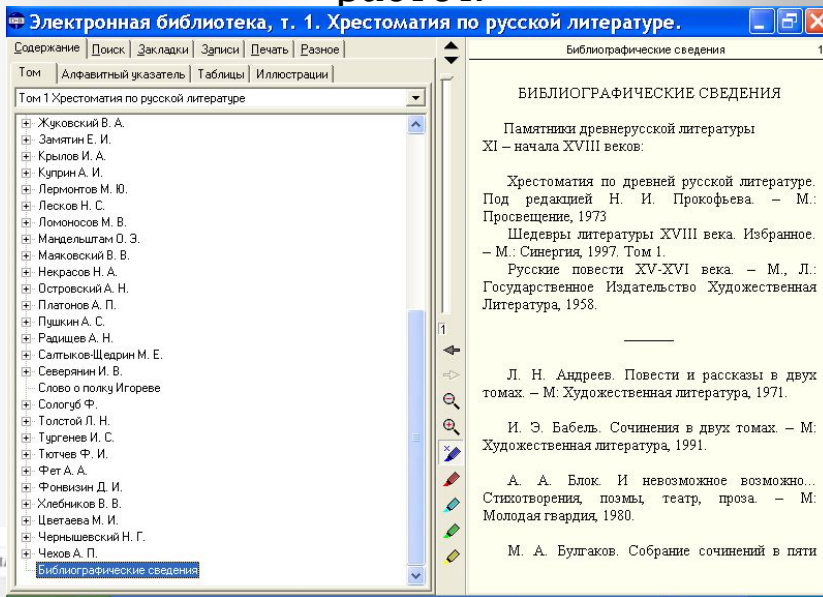 Электронная библиотека, т. 1. Хрестоматия по русской литературе.
Содержание Поиск Закладки Записи Печать Разное
Том Алфавитный указатель Таблицы Иллюстрации
Том 1 Хрестоматия по русской литературе
Жуковский В. А.
Замятин Е. И.
Крылов И. А.
Куприн А. И.
Лермонтов М. Ю.
Лесков Н. С.
Ломоносов М. В.
Мандельштам О. Э.
Маяковский В. В.
Некрасов Н. А.
Островский А. Н.
Платонов А. П.
Пушкин А. С.
Радищев А. Н.
Салтыков-Щедрин М. Е.
Северянин И. В.
Слово о полку Игореве
Сологуб Ф.
Толстой Л. Н.
Тургенев И. С.
Тютчев Ф. И.
Фет А. А.
Фонвизин Д. И.
Хлебников В. В.
Цветаева М. И.
Чернышевский Н. Г.
Чехов А. П.
Библиографические сведения
1
Библиографические сведения 1
БИБЛИОГРАФИЧЕСКИЕ СВЕДЕНИЯ
Памятники древнерусской литературы
XI – начала XVIII веков:
Хрестоматия по древней русской литературе.
Под редакцией Н. И. Прокофьева. – М.:
Просвещение, 1973
Шедевры литературы XVIII века. Избранное.
– М.: Синергия, 1997. Том 1.
Русские повести XV-XVI века. – М., Л.:
Государственное Издательство Художественная
Литература, 1958.
Л. Н. Андреев. Повести и рассказы в двух
томах. – М: Художественная литература, 1971.
И. Э. Бабель. Сочинения в двух томах. – М:
Художественная литература, 1991.
А. А. Блок. И невозможное возможно...
Стихотворения, поэмы, театр, проза. – М:
Молодая гвардия, 1980.
М. А. Булгаков. Собрание сочинений в пяти